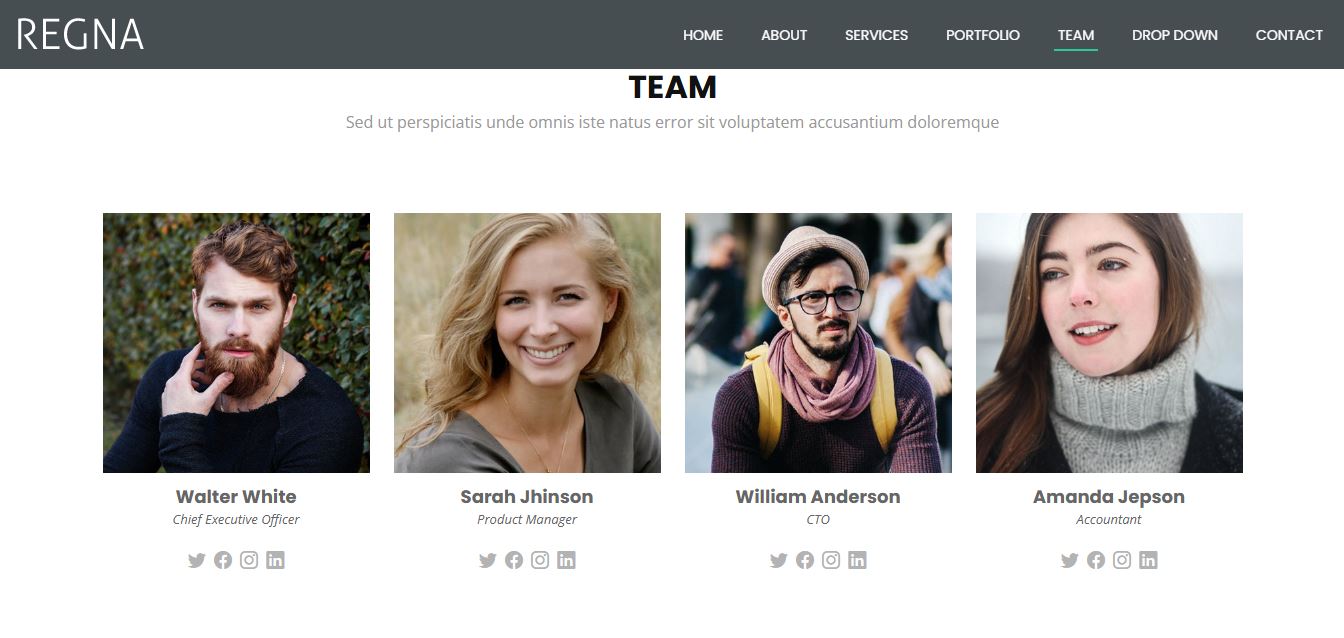 REGNA
HOME ABOUT SERVICES PORTFOLIO TEAM DROP DOWN CONTACT
TEAM
Sed ut perspiciatis unde omnis iste natus error sit voluptatem accusantium doloremque
Walter White
Chief Executive Officer
Sarah Jhinson
Product Manager
William Anderson
CTO
Amanda Jepson
Accountant